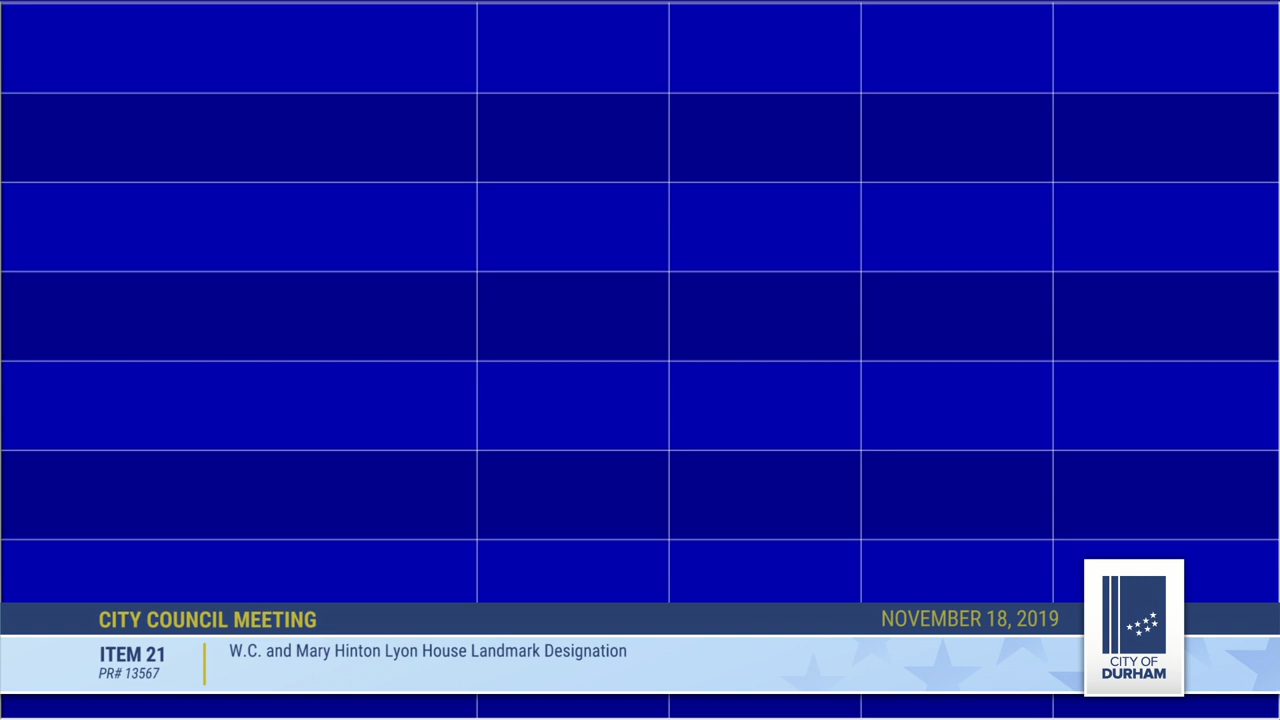 CITY COUNCIL MEETING
NOVEMBER 18, 2019
ITEM 21
PR# 13567
W.C. and Mary Hinton Lyon House Landmark Designation
CITY OF
DURHAM